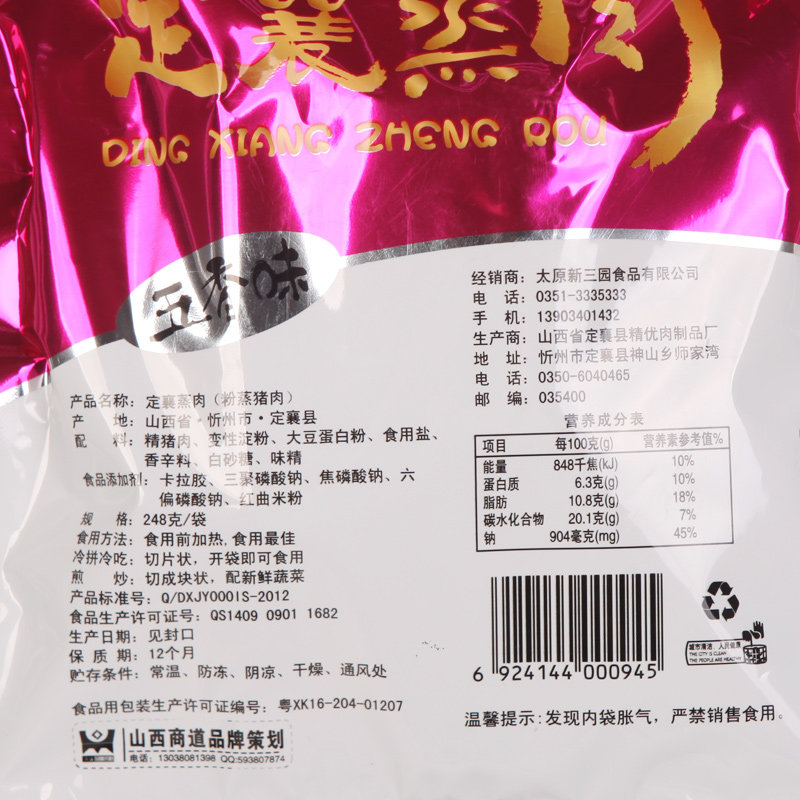 定襄蒸肉
DING XIANG ZHENG ROU
五香味
经销商：太原新三园食品有限公司
电 话：0351-3335333
手 机：13903401432
生产商：山西省定襄县精优肉制品厂
地 址：忻州市定襄县神山乡师家湾
电 话：0350-6040465
邮 编：035400
产品名称：定襄蒸肉（粉蒸猪肉）
产 地：山西省·忻州市·定襄县
配 料：精猪肉、变性淀粉、大豆蛋白粉、食用盐、
香辛料、白砂糖、味精
食品添加剂：卡拉胶、三聚磷酸钠、焦磷酸钠、六
偏磷酸钠、红曲米粉
规 格：248克/袋
食用方法：食用前加热,食用最佳
冷拼冷吃：切片状，开袋即可食用
煎 炒：切成块状，配新鲜蔬菜
产品标准号：Q/DXJY0001S-2012
食品生产许可证号：QS1409 0901 1682
生产日期：见封口
保 质 期：12个月
贮存条件：常温、防冻、阴凉、干燥、通风处
食品用包装生产许可证编号：粤XK16-204-01207
山西商道品牌策划
电话：13038081398 QQ:593807874
营养成分表
项目 每100克(g) 营养素参考值%
能量 848千焦(kJ) 10%
蛋白质 6.3克(g) 10%
脂肪 10.8克(g) 18%
碳水化合物 20.1克(g) 7%
钠 904毫克(mg) 45%
6 924144 000945
城市清洁、人民健康
THE CITY IS CLEAN
THE PEOPLE ARE HEALTHY
温馨提示：发现内袋胀气，严禁销售食用。